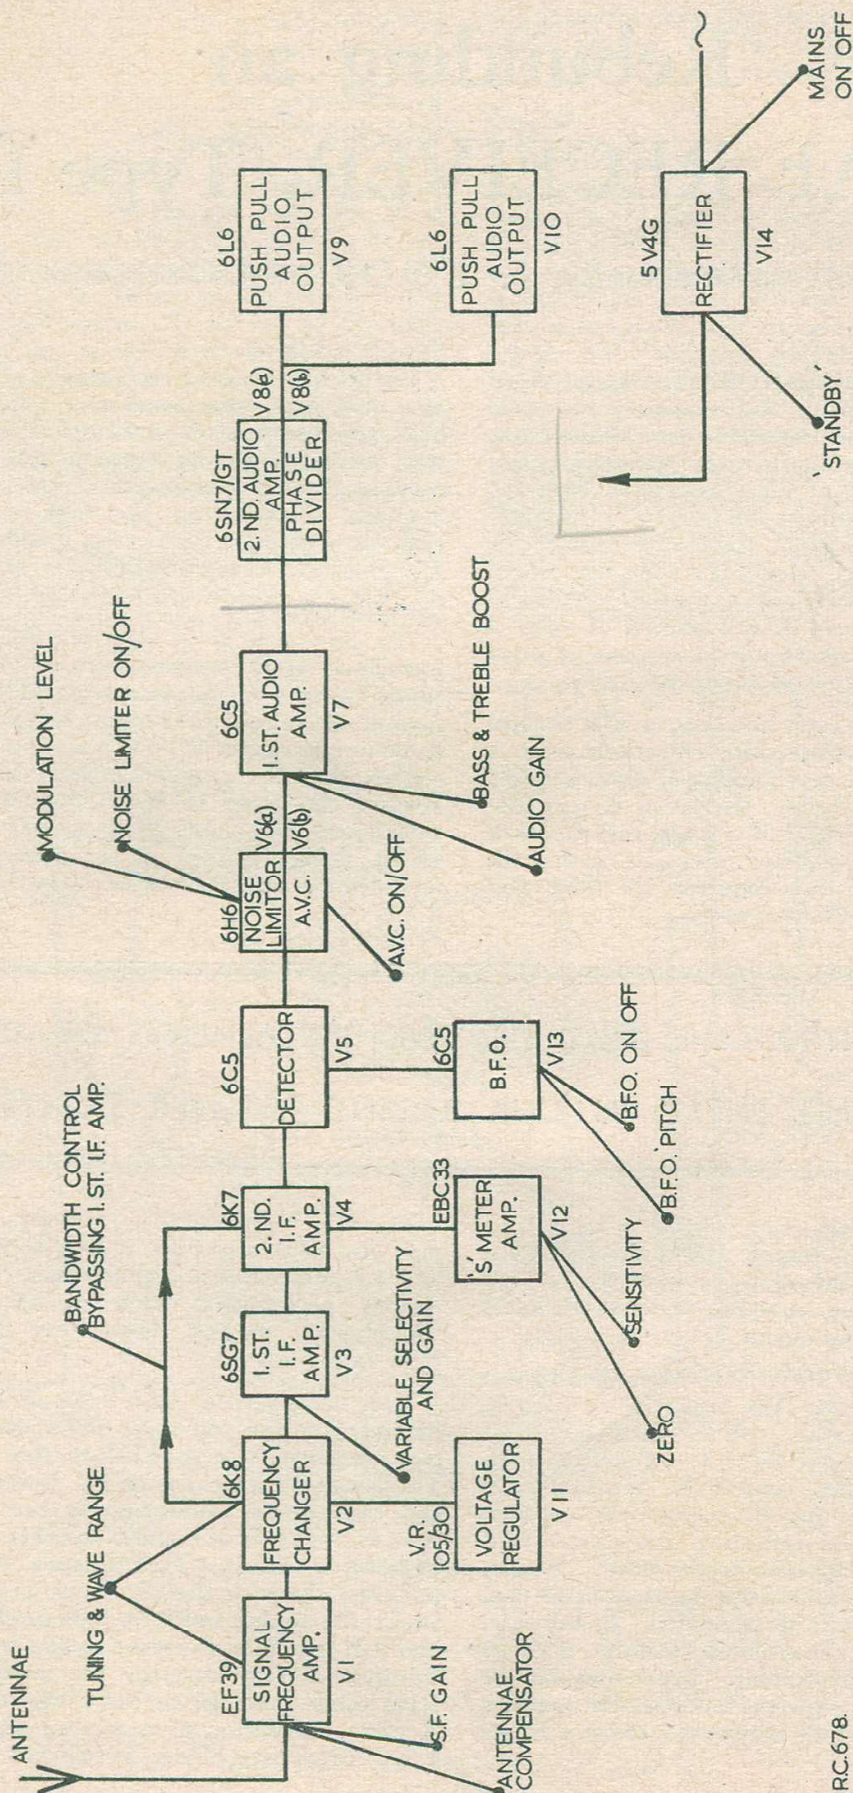 ANTENNAE
TUNING & WAVE RANGE
EF39
SIGNAL
FREQUENCY
AMP.
V1
S.F. GAIN
ANTENNAE
COMPENSATOR
6K8
FREQUENCY
CHANGER
V2
V.R.
105/30
VOLTAGE
REGULATOR
V11
BANDWIDTH CONTROL
BYPASSING 1.ST. I.F. AMP.
6SG7
1.ST.
I.F.
AMP.
V3
VARIABLE SELECTIVITY
AND GAIN
6K7
2.ND.
I.F.
AMP.
V4
EBC33
'S' METER
AMP.
V12
ZERO
SENSITIVITY
6C5
DETECTOR
V5
6C5
B.F.O.
V13
B.F.O. PITCH
B.F.O. ON OFF
MODULATION LEVEL
NOISE LIMITER ON/OFF
6H6
NOISE
LIMITOR
A.V.C.
V6(a)
V6(b)
A.V.C. ON/OFF
6C5
1.ST. AUDIO
AMP.
V7
AUDIO GAIN
BASS & TREBLE BOOST
6SN7/GT
2.ND. AUDIO
AMP.
PHASE
DIVIDER
V8(a)
V8(b)
6L6
PUSH PULL
AUDIO
OUTPUT
V9
6L6
PUSH PULL
AUDIO
OUTPUT
V10
5V4G
RECTIFIER
V14
'STANDBY'
MAINS
ON OFF
R.C.678.